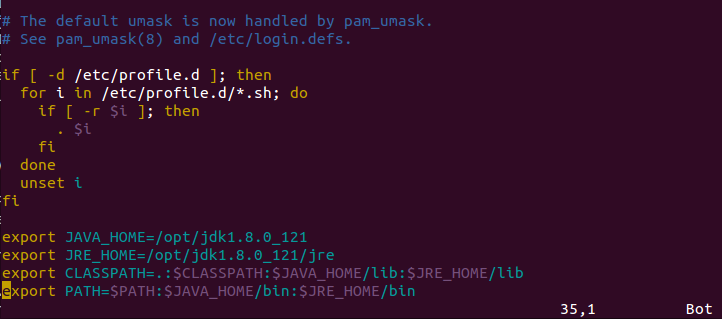 # The default umask is now handled by pam_umask.
# See pam_umask(8) and /etc/login.defs.
if [ -d /etc/profile.d ]; then
  for i in /etc/profile.d/*.sh; do
    if [ -r $i ]; then
      . $i
    fi
  done
  unset i
fi
export JAVA_HOME=/opt/jdk1.8.0_121
export JRE_HOME=/opt/jdk1.8.0_121/jre
export CLASSPATH=.:$CLASSPATH:$JAVA_HOME/lib:$JRE_HOME/lib
export PATH=$PATH:$JAVA_HOME/bin:$JRE_HOME/bin
35,1 Bot